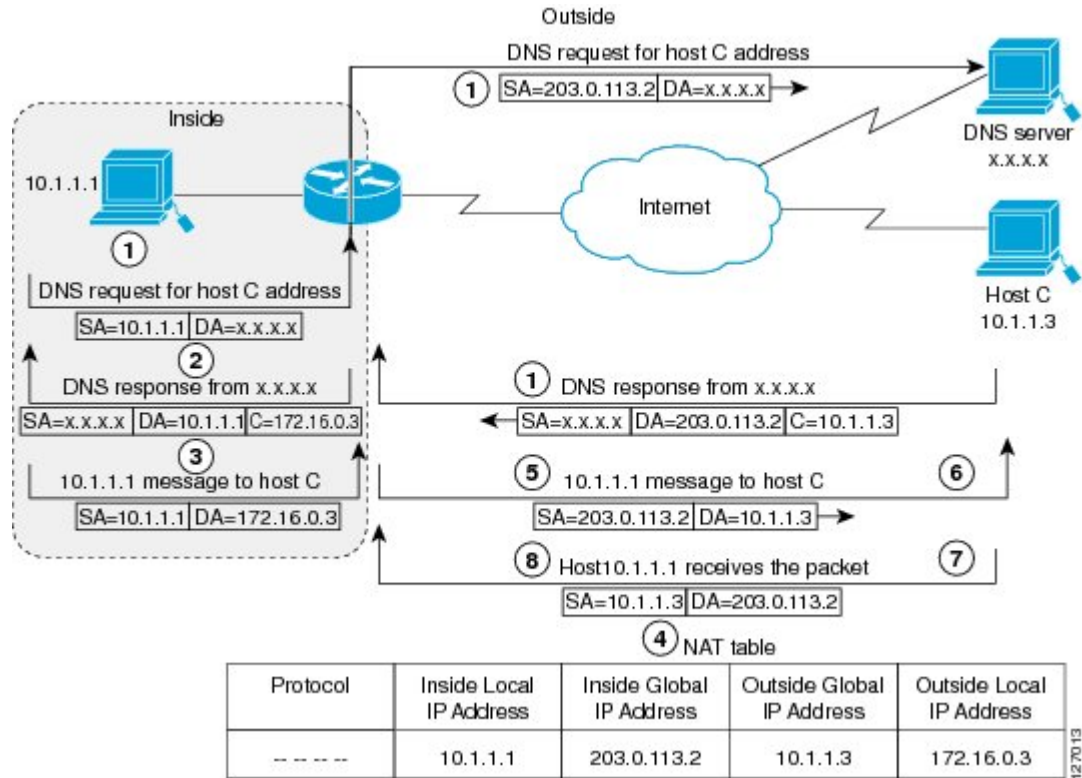 Outside
DNS request for host C address
1 SA=203.0.113.2 DA=x.x.x.x
Inside
10.1.1.1
DNS server
x.x.x.x
Internet
1
DNS request for host C address
SA=10.1.1.1 DA=x.x.x.x
Host C
10.1.1.3
2
DNS response from x.x.x.x
SA=x.x.x.x DA=10.1.1.1 C=172.16.0.3
1 DNS response from x.x.x.x
SA=x.x.x.x DA=203.0.113.2 C=10.1.1.3
3
10.1.1.1 message to host C
SA=10.1.1.1 DA=172.16.0.3
5 10.1.1.1 message to host C 6
SA=203.0.113.2 DA=10.1.1.3
8 Host10.1.1.1 receives the packet 7
SA=10.1.1.3 DA=203.0.113.2
4 NAT table
Protocol Inside Local IP Address Inside Global IP Address Outside Global IP Address Outside Local IP Address
-- -- -- -- 10.1.1.1 203.0.113.2 10.1.1.3 172.16.0.3
127013